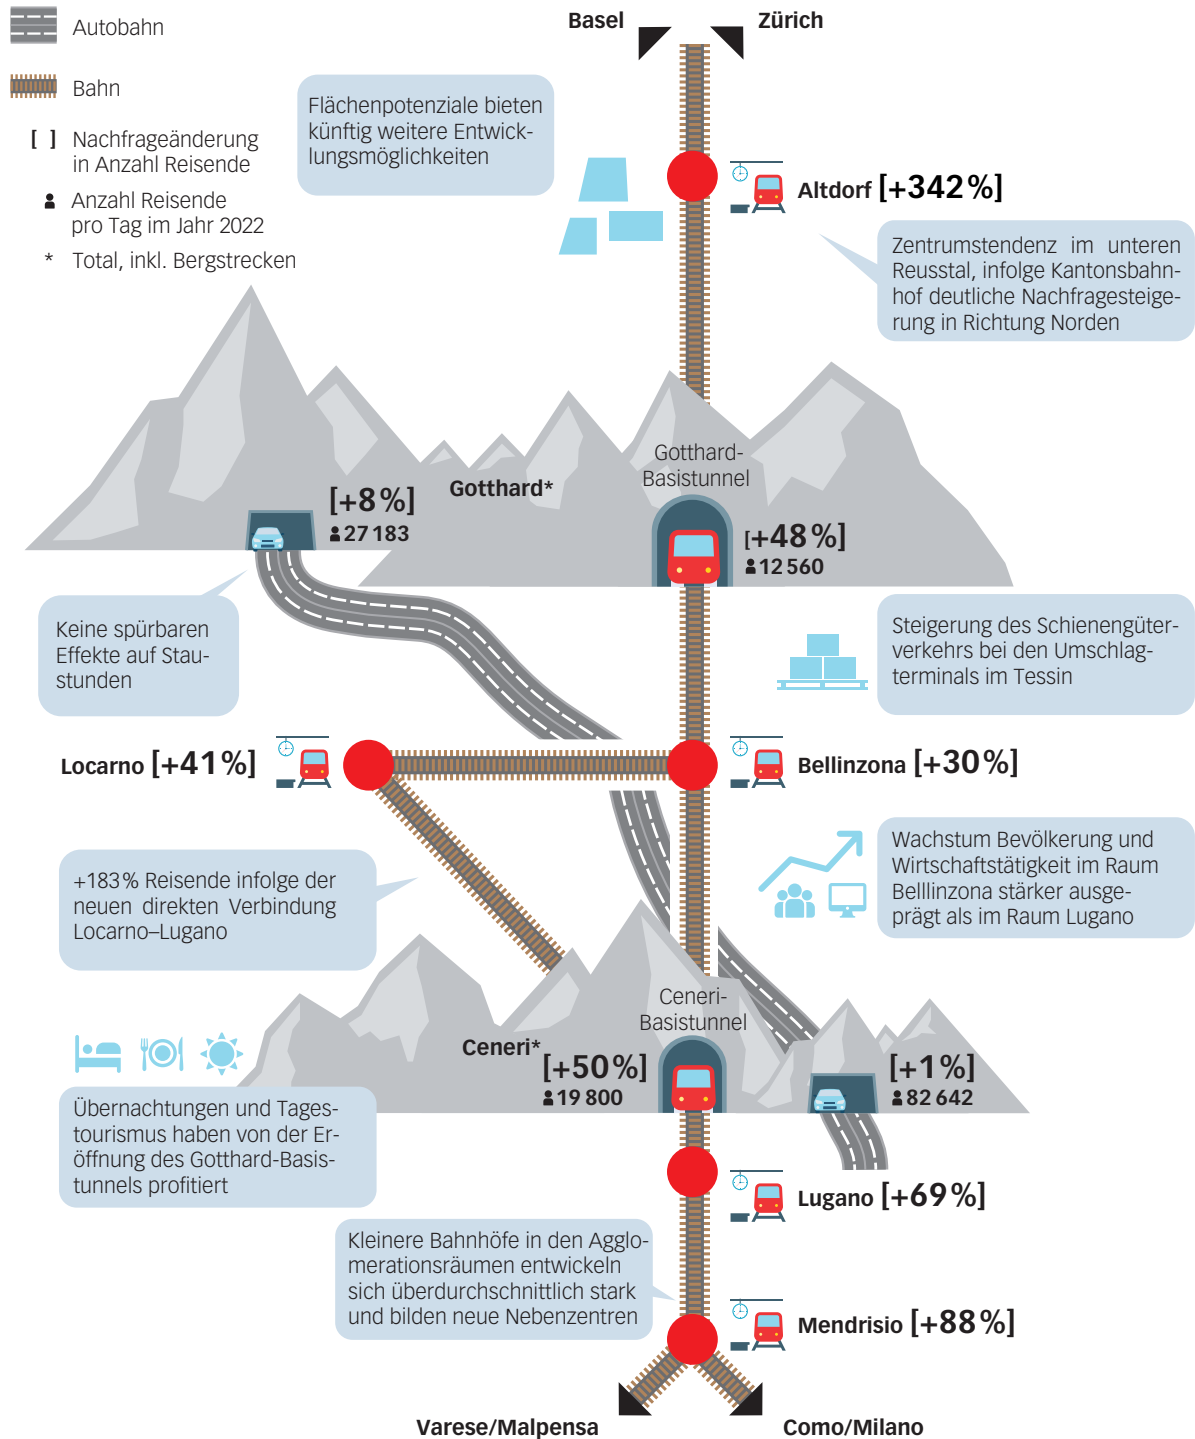 Basel
Zürich
Autobahn
Bahn
[ ] Nachfrageänderung
in Anzahl Reisende
Anzahl Reisende
pro Tag im Jahr 2022
* Total, inkl. Bergstrecken
Flächenpotenziale bieten
künftig weitere Entwick-
lungsmöglichkeiten
Altdorf [+342 %]
Zentrumstendenz im unteren
Reusstal, infolge Kantonsbahn-
hof deutliche Nachfragesteige-
rung in Richtung Norden
Gotthard-
Basistunnel
Gotthard*
[+8 %]
27 183
[+48 %]
12 560
Keine spürbaren
Effekte auf Stau-
stunden
Steigerung des Schienengüter-
verkehrs bei den Umschlag-
terminals im Tessin
Locarno [+41 %]
Bellinzona [+30 %]
+183 % Reisende infolge der
neuen direkten Verbindung
Locarno–Lugano
Wachstum Bevölkerung und
Wirtschaftstätigkeit im Raum
Belllinzona stärker ausge-
prägt als im Raum Lugano
Ceneri-
Basistunnel
Ceneri*
[+50 %]
19 800
[+1 %]
82 642
Übernachtungen und Tages-
tourismus haben von der Er-
öffnung des Gotthard-Basis-
tunnels profitiert
Lugano [+69 %]
Kleinere Bahnhöfe in den Agglo-
merationsräumen entwickeln
sich überdurchschnittlich stark
und bilden neue Nebenzentren
Mendrisio [+88 %]
Varese/Malpensa
Como/Milano